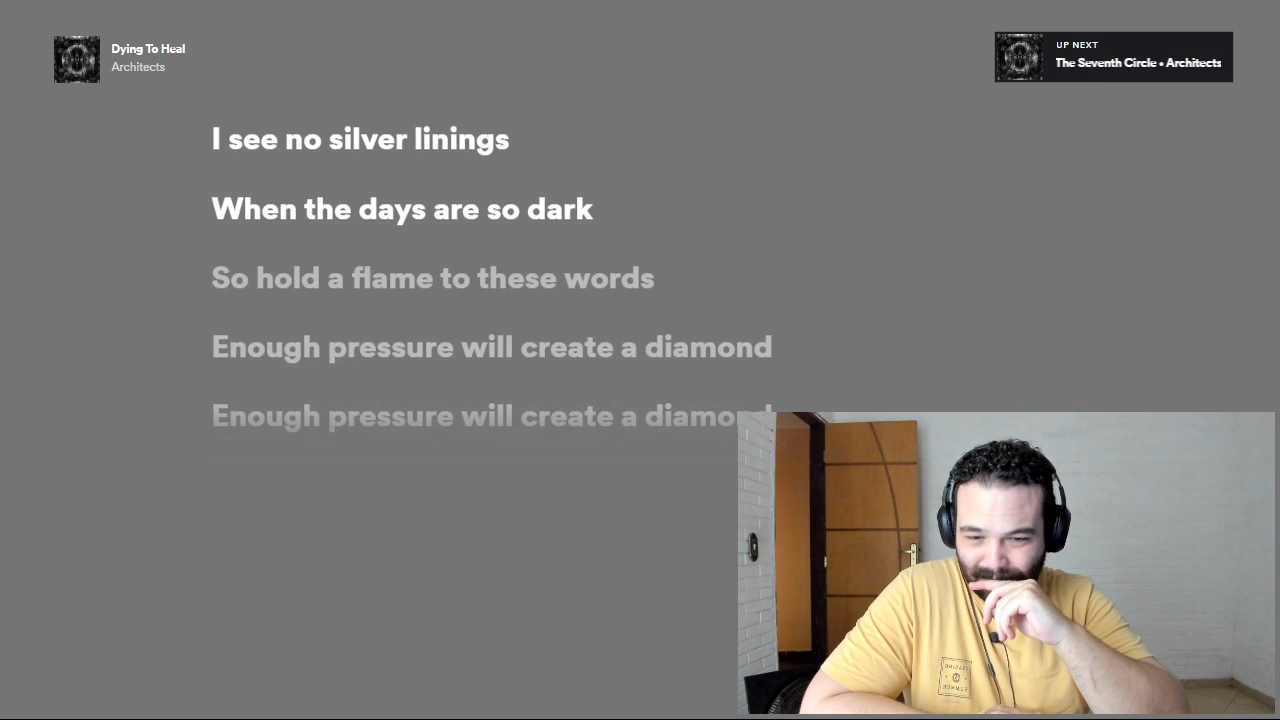 Dying To Heal
Architects
UP NEXT
The Seventh Circle • Architects
I see no silver linings
When the days are so dark
So hold a flame to these words
Enough pressure will create a diamond
Enough pressure will create a diamond